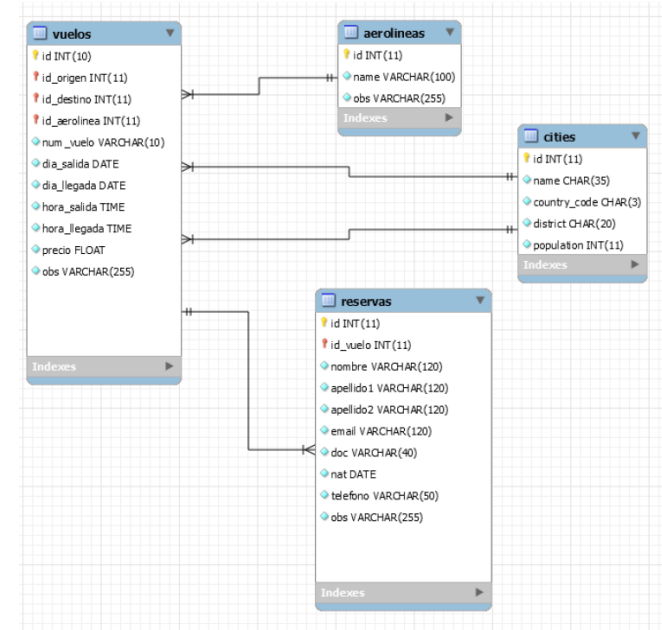 vuelos
id INT(10)
id_origen INT(11)
id_destino INT(11)
id_aerolinea INT(11)
num_vuelo VARCHAR(10)
dia_salida DATE
dia_llegada DATE
hora_salida TIME
hora_llegada TIME
precio FLOAT
obs VARCHAR(255)
Indexes
aerolineas
id INT(11)
name VARCHAR(100)
obs VARCHAR(255)
Indexes
cities
id INT(11)
name CHAR(35)
country_code CHAR(3)
district CHAR(20)
population INT(11)
Indexes
reservas
id INT(11)
id_vuelo INT(11)
nombre VARCHAR(120)
apellido1 VARCHAR(120)
apellido2 VARCHAR(120)
email VARCHAR(120)
doc VARCHAR(40)
nat DATE
telefono VARCHAR(50)
obs VARCHAR(255)
Indexes